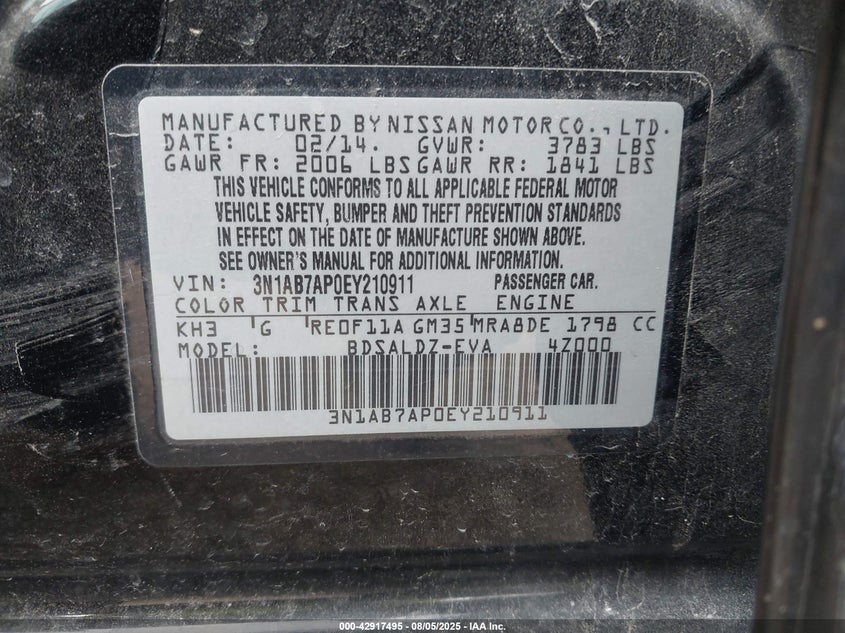 MANUFACTURED BY NISSAN MOTOR CO., LTD.
DATE: 02/14. GVWR: 3783 LBS
GAWR FR: 2006 LBS GAWR RR: 1841 LBS
THIS VEHICLE CONFORMS TO ALL APPLICABLE FEDERAL MOTOR
VEHICLE SAFETY, BUMPER AND THEFT PREVENTION STANDARDS
IN EFFECT ON THE DATE OF MANUFACTURE SHOWN ABOVE.
SEE OWNER'S MANUAL FOR ADDITIONAL INFORMATION.
VIN: 3N1AB7AP0EY210911 PASSENGER CAR.
COLOR TRIM TRANS AXLE ENGINE
KH3 G RE0F11A GM35 MRA8DE 1798 CC
MODEL: BDSALDZ-EVA 4Z000
3N1AB7AP0EY210911
000-42917495 - 08/05/2025 - IAA Inc.